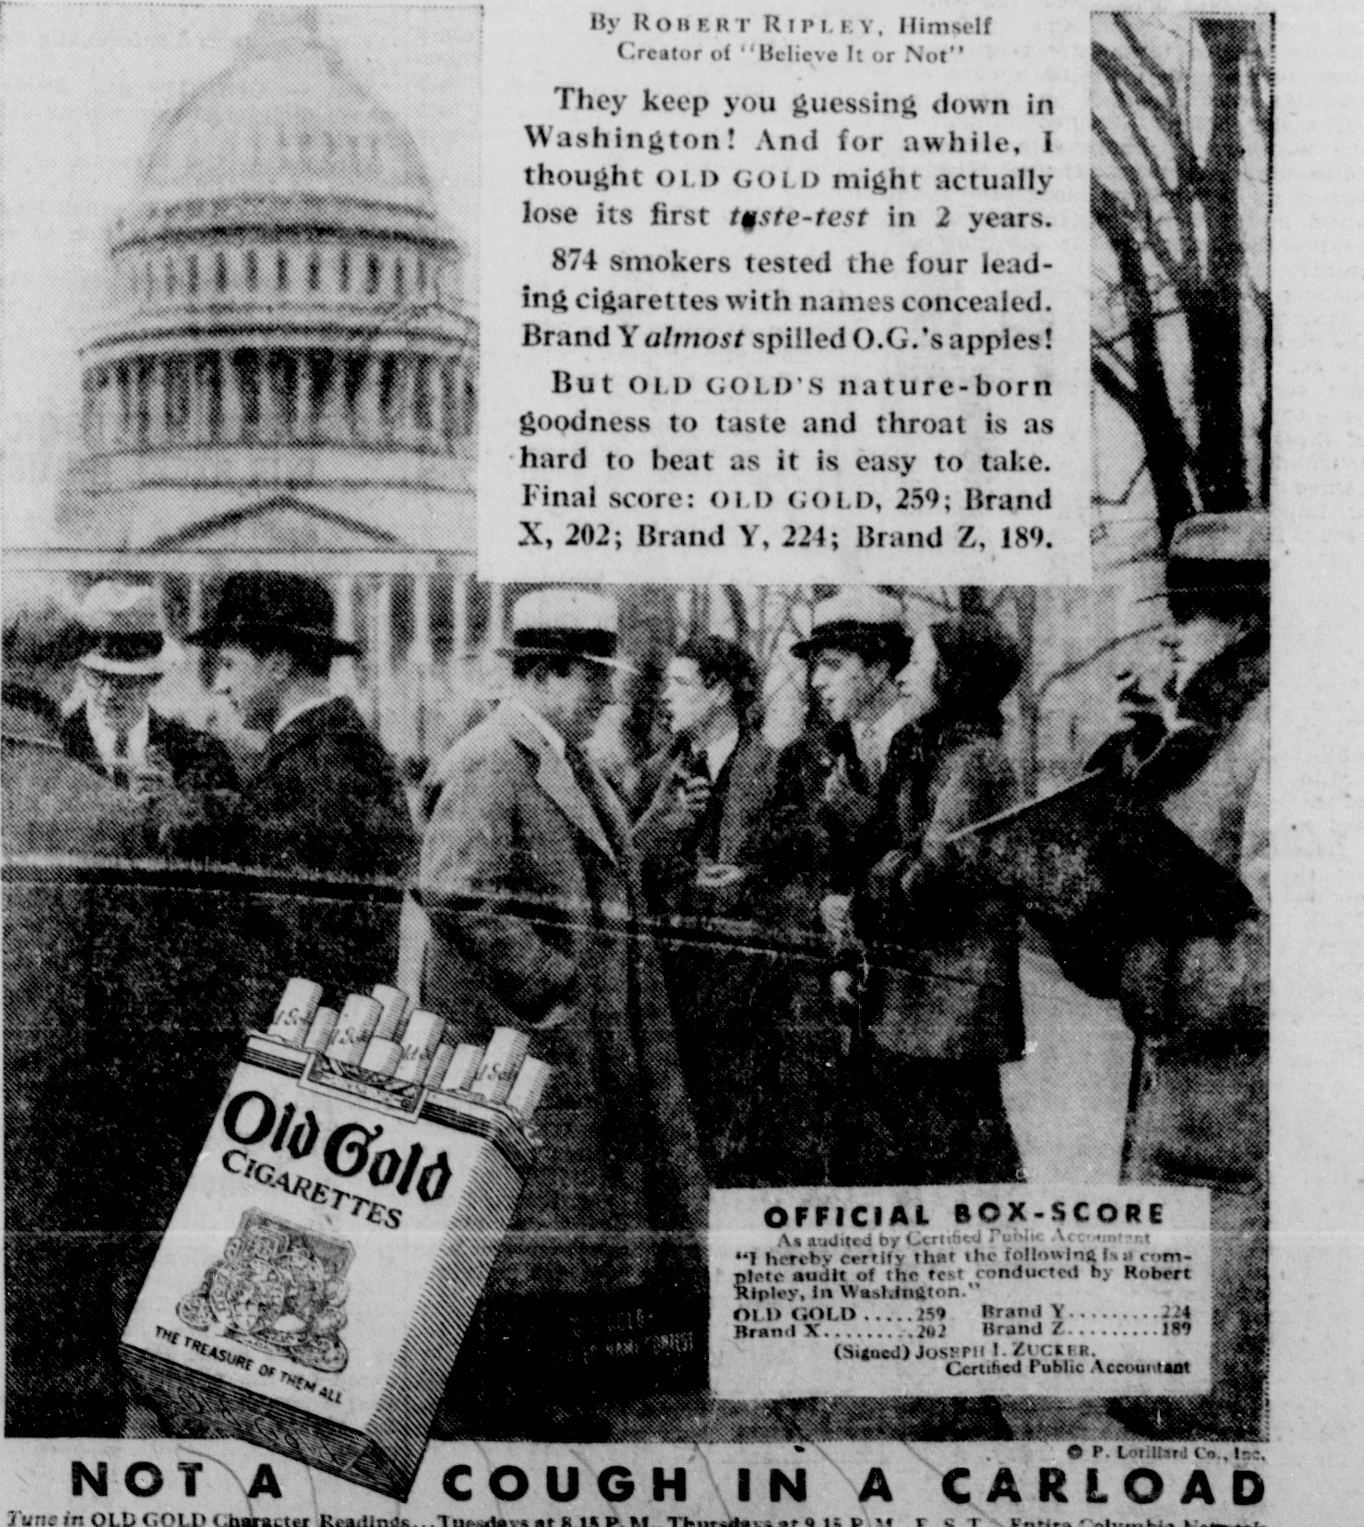 By ROBERT RIPLEY, Himself
Creator of "Believe It or Not"
They keep you guessing down in
Washington! And for awhile, I
thought OLD GOLD might actually
lose its first taste-test in 2 years.
874 smokers tested the four lead-
ing cigarettes with names concealed.
Brand Y almost spilled O.G.'s apples!
But OLD GOLD'S nature-born
goodness to taste and throat is as
hard to beat as it is easy to take.
Final score: OLD GOLD, 259; Brand
X, 202; Brand Y, 224; Brand Z, 189.
Old Gold
CIGARETTES
THE TREASURE OF THEM ALL
OFFICIAL BOX-SCORE
As audited by Certified Public Accountant
"I hereby certify that the following is a com-
plete audit of the test conducted by Robert
Ripley, in Washington."
OLD GOLD.....259 Brand Y.........224
Brand X.........202 Brand Z.........189
(Signed) JOSEPH I. ZUCKER,
Certified Public Accountant
© P. Lorillard Co., Inc.
NOT A COUGH IN A CARLOAD
Tune in OLD GOLD Character Readings...Tuesdays at 8.15 P. M. Thursdays at 9.15 P. M. E. S. T. Entire Columbia Network